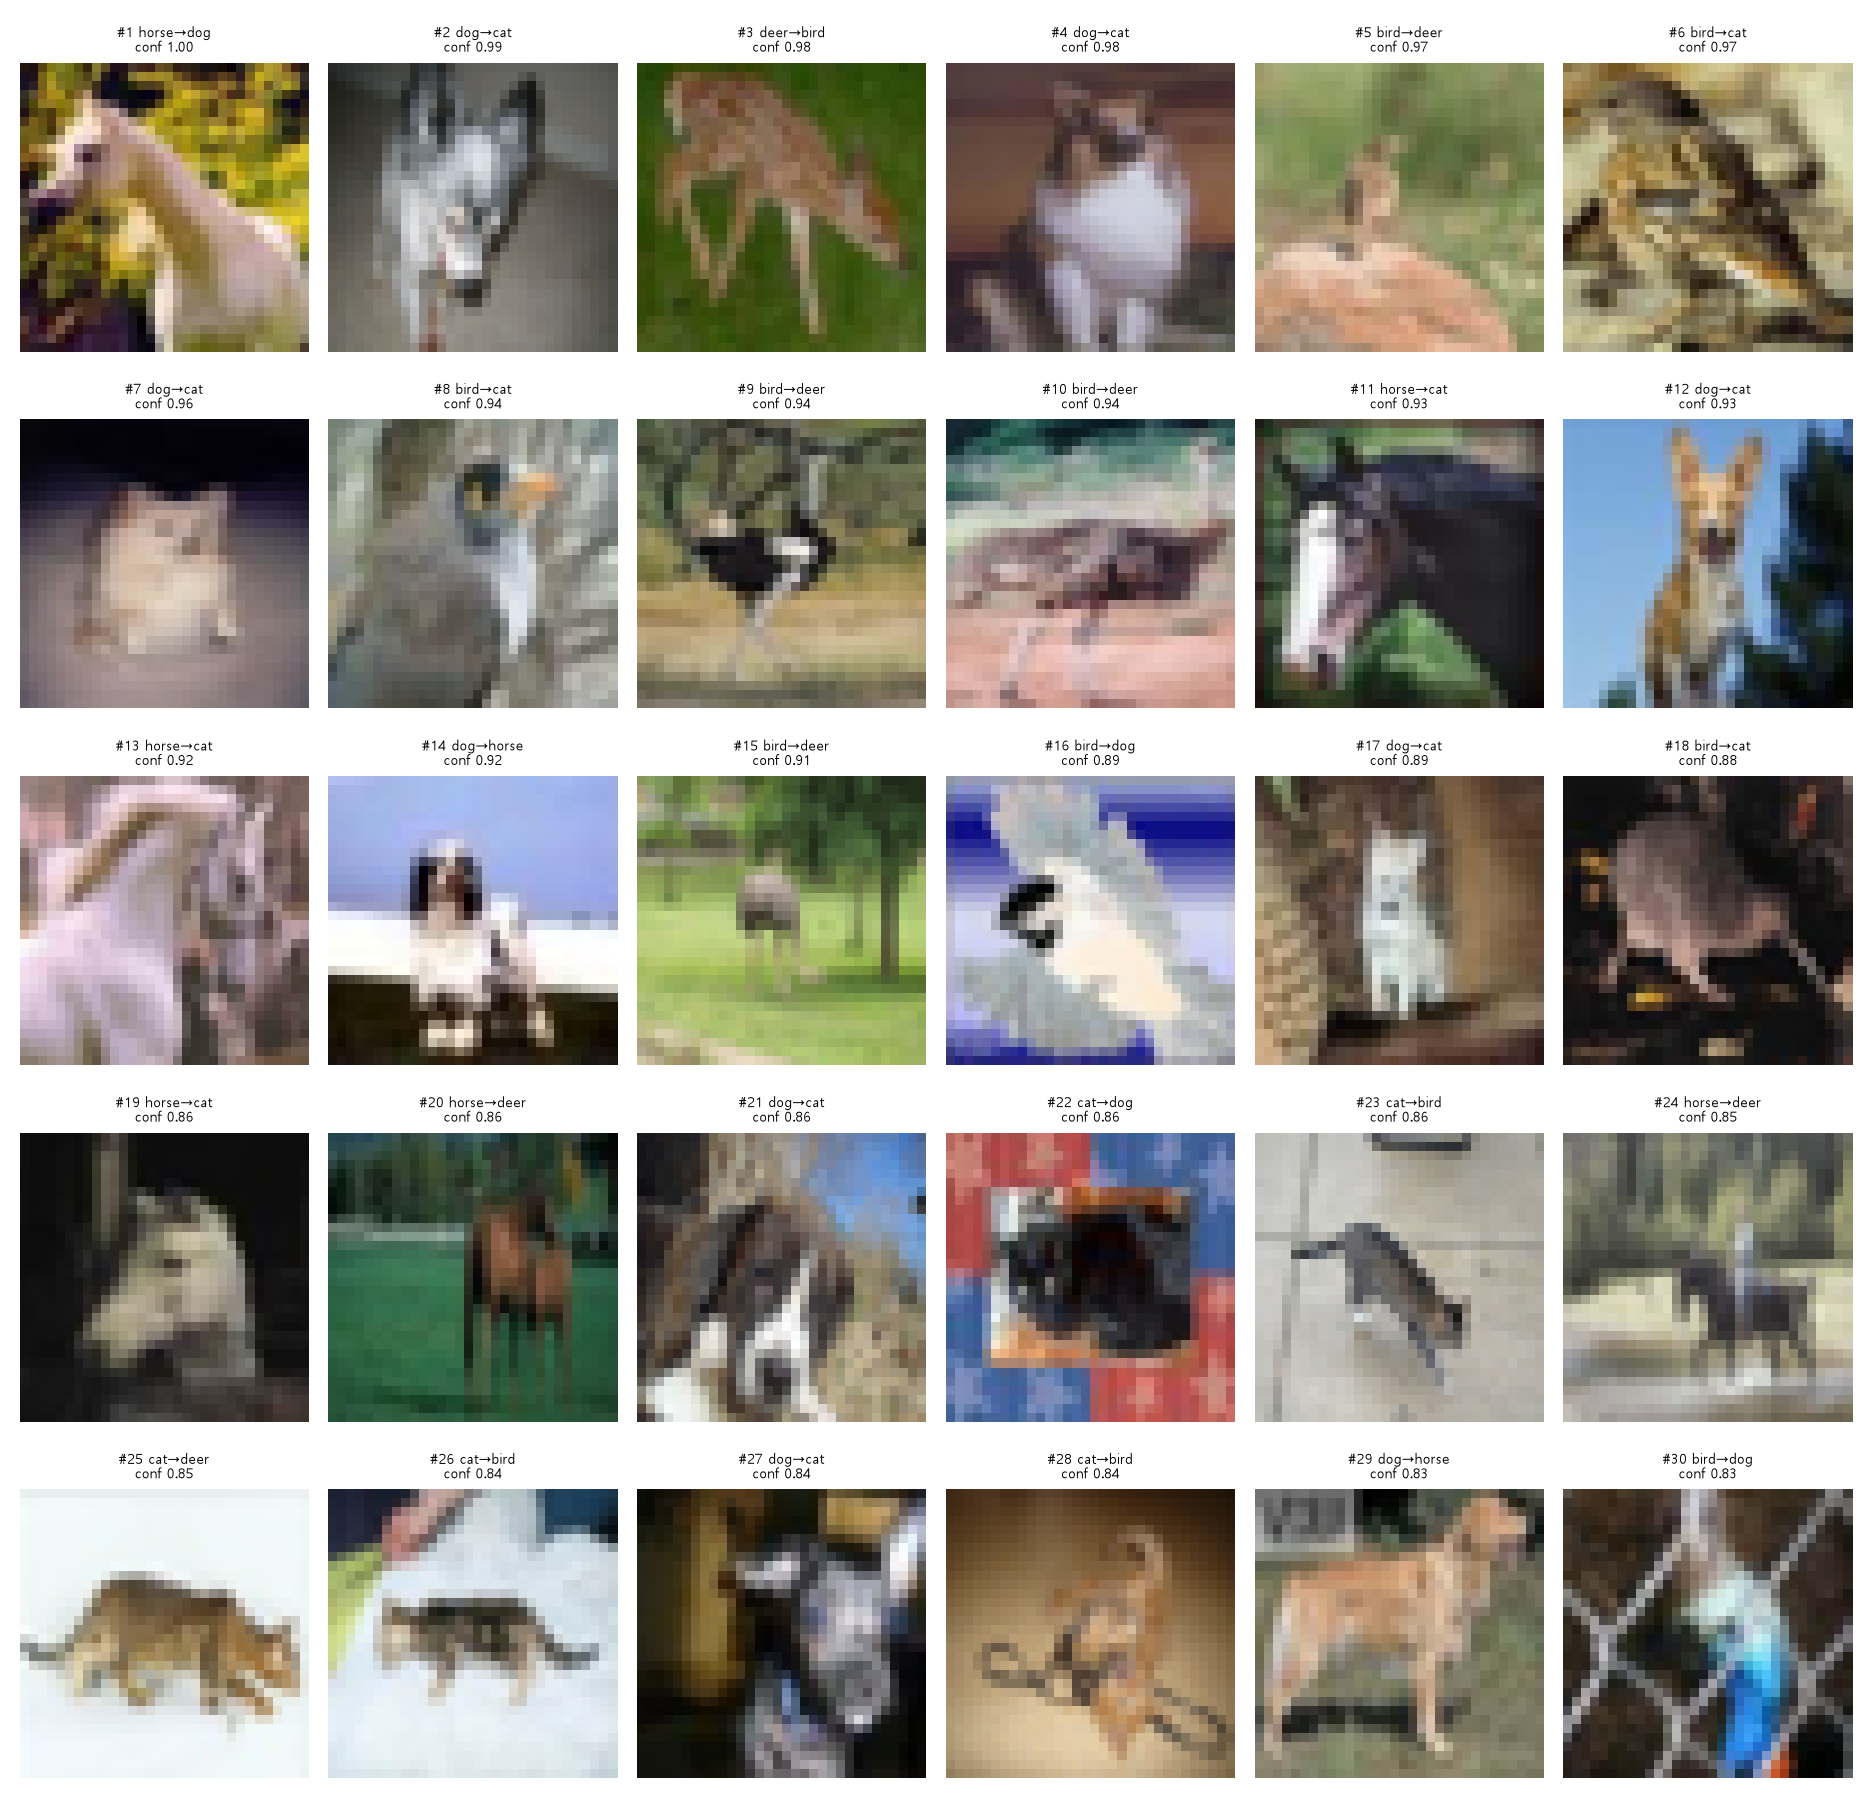 #1 horse→dog
conf 1.00
#2 dog→cat
conf 0.99
#3 deer→bird
conf 0.98
#4 dog→cat
conf 0.98
#5 bird→deer
conf 0.97
#6 bird→cat
conf 0.97
#7 dog→cat
conf 0.96
#8 bird→cat
conf 0.94
#9 bird→deer
conf 0.94
#10 bird→deer
conf 0.94
#11 horse→cat
conf 0.93
#12 dog→cat
conf 0.93
#13 horse→cat
conf 0.92
#14 dog→horse
conf 0.92
#15 bird→deer
conf 0.91
#16 bird→dog
conf 0.89
#17 dog→cat
conf 0.89
#18 bird→cat
conf 0.88
#19 horse→cat
conf 0.86
#20 horse→deer
conf 0.86
#21 dog→cat
conf 0.86
#22 cat→dog
conf 0.86
#23 cat→bird
conf 0.86
#24 horse→deer
conf 0.85
#25 cat→deer
conf 0.85
#26 cat→bird
conf 0.84
#27 dog→cat
conf 0.84
#28 cat→bird
conf 0.84
#29 dog→horse
conf 0.83
#30 bird→dog
conf 0.83